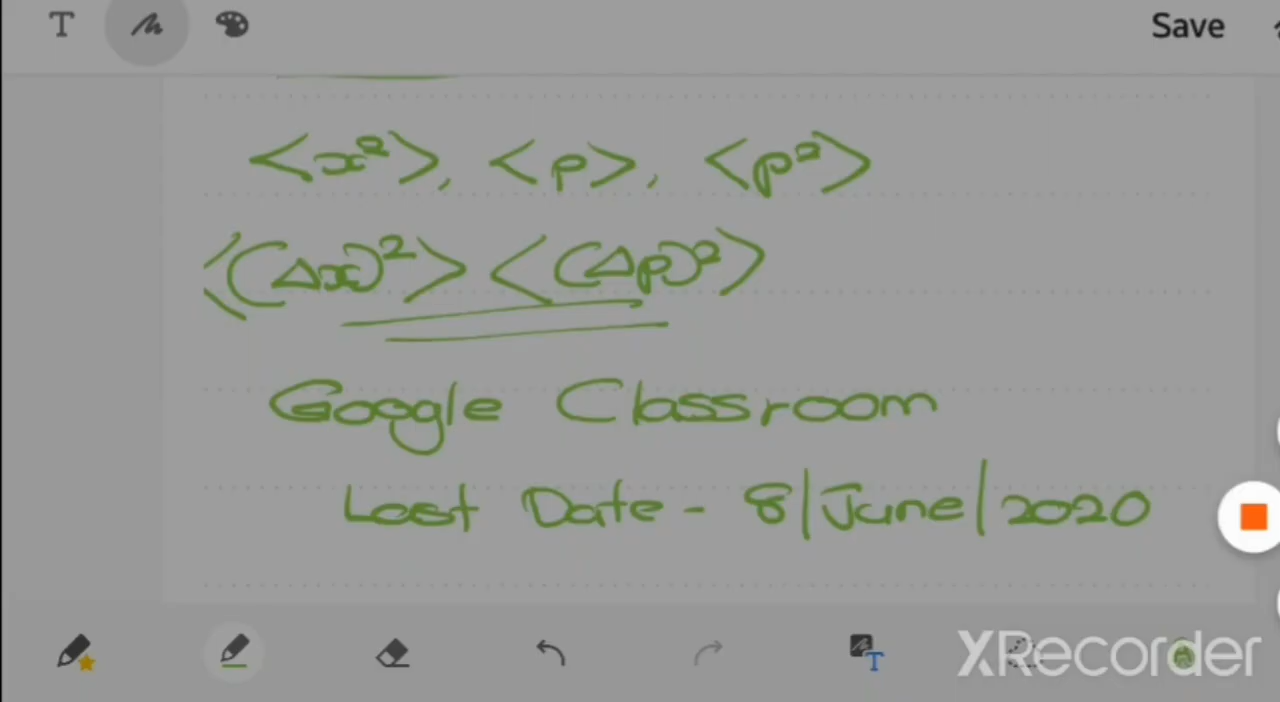 T Save
<x²>, <p>, <p²>
<(Δx)²> <(Δp)²>
Google Classroom
Last Date - 8/June/2020
T
XRecorder